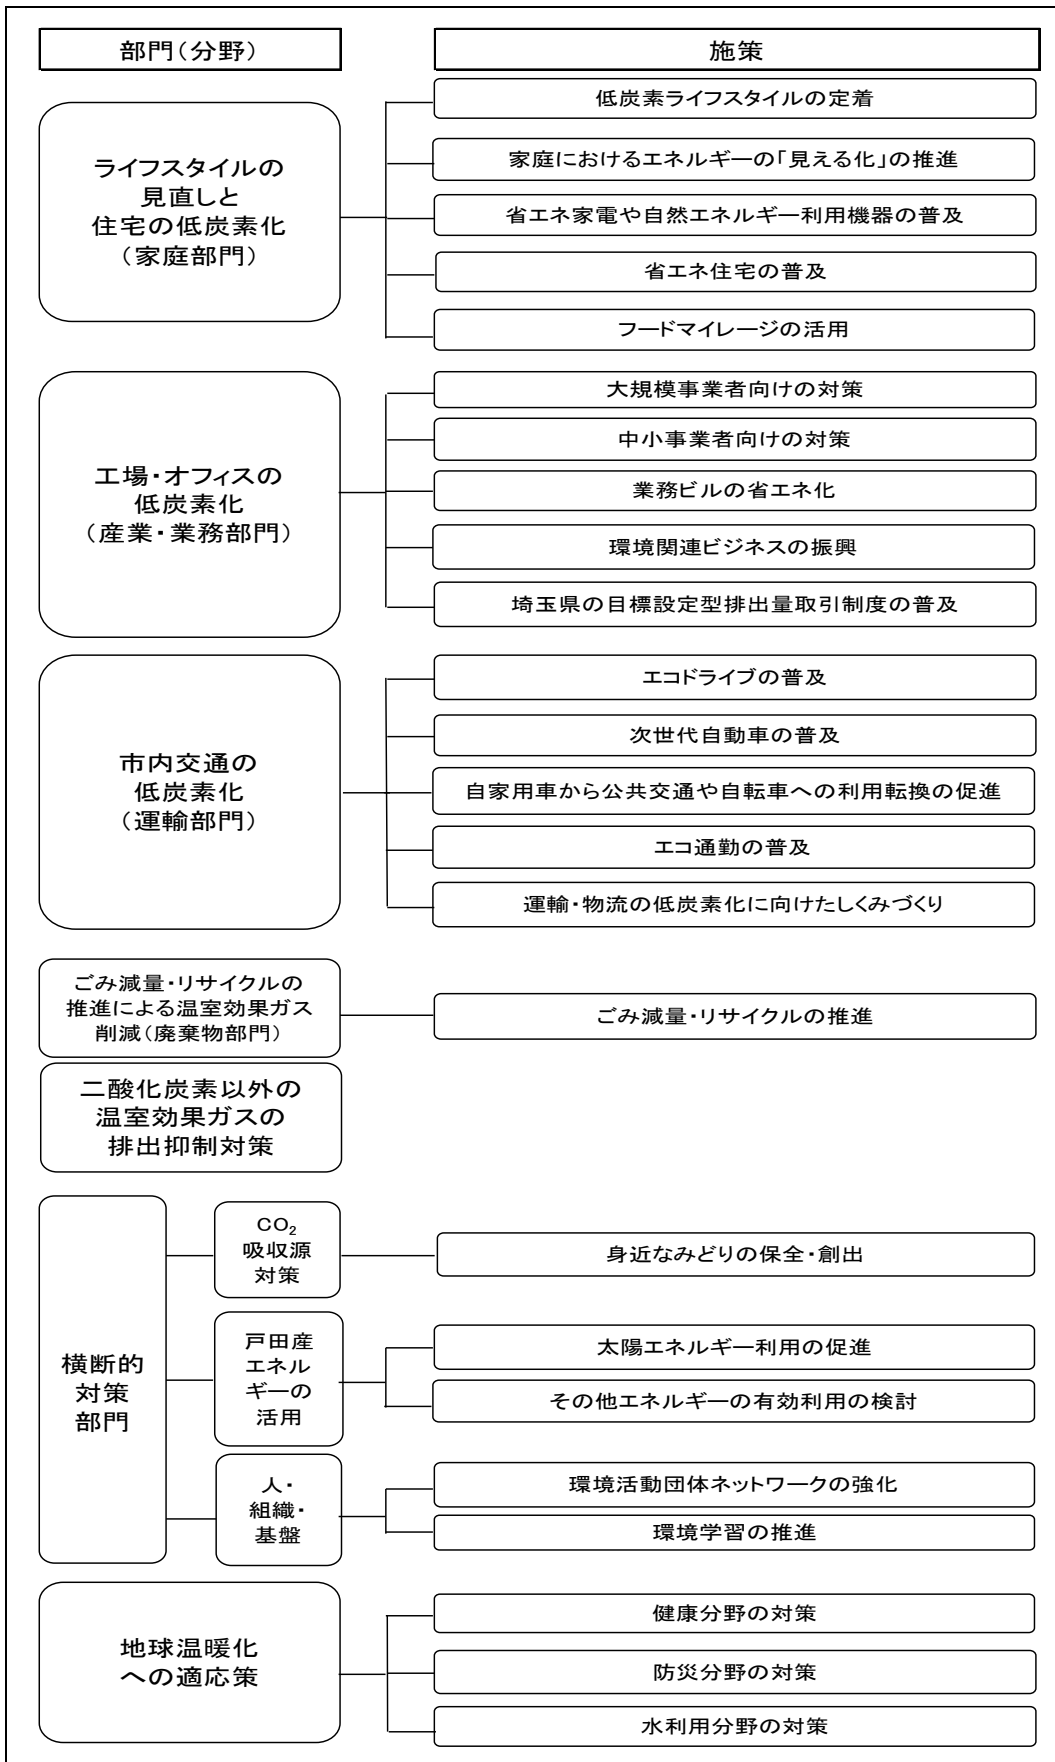 部門(分野)
施策
ライフスタイルの
見直しと
住宅の低炭素化
(家庭部門)
低炭素ライフスタイルの定着
家庭におけるエネルギーの「見える化」の推進
省エネ家電や自然エネルギー利用機器の普及
省エネ住宅の普及
フードマイレージの活用
工場・オフィスの
低炭素化
(産業・業務部門)
大規模事業者向けの対策
中小事業者向けの対策
業務ビルの省エネ化
環境関連ビジネスの振興
埼玉県の目標設定型排出量取引制度の普及
市内交通の
低炭素化
(運輸部門)
エコドライブの普及
次世代自動車の普及
自家用車から公共交通や自転車への利用転換の促進
エコ通勤の普及
運輸・物流の低炭素化に向けたしくみづくり
ごみ減量・リサイクルの
推進による温室効果ガス
削減(廃棄物部門)
ごみ減量・リサイクルの推進
二酸化炭素以外の
温室効果ガスの
排出抑制対策
横断的
対策
部門
CO₂
吸収源
対策
身近なみどりの保全・創出
戸田産
エネル
ギーの
活用
太陽エネルギー利用の促進
その他エネルギーの有効利用の検討
人・
組織・
基盤
環境活動団体ネットワークの強化
環境学習の推進
地球温暖化
への適応策
健康分野の対策
防災分野の対策
水利用分野の対策